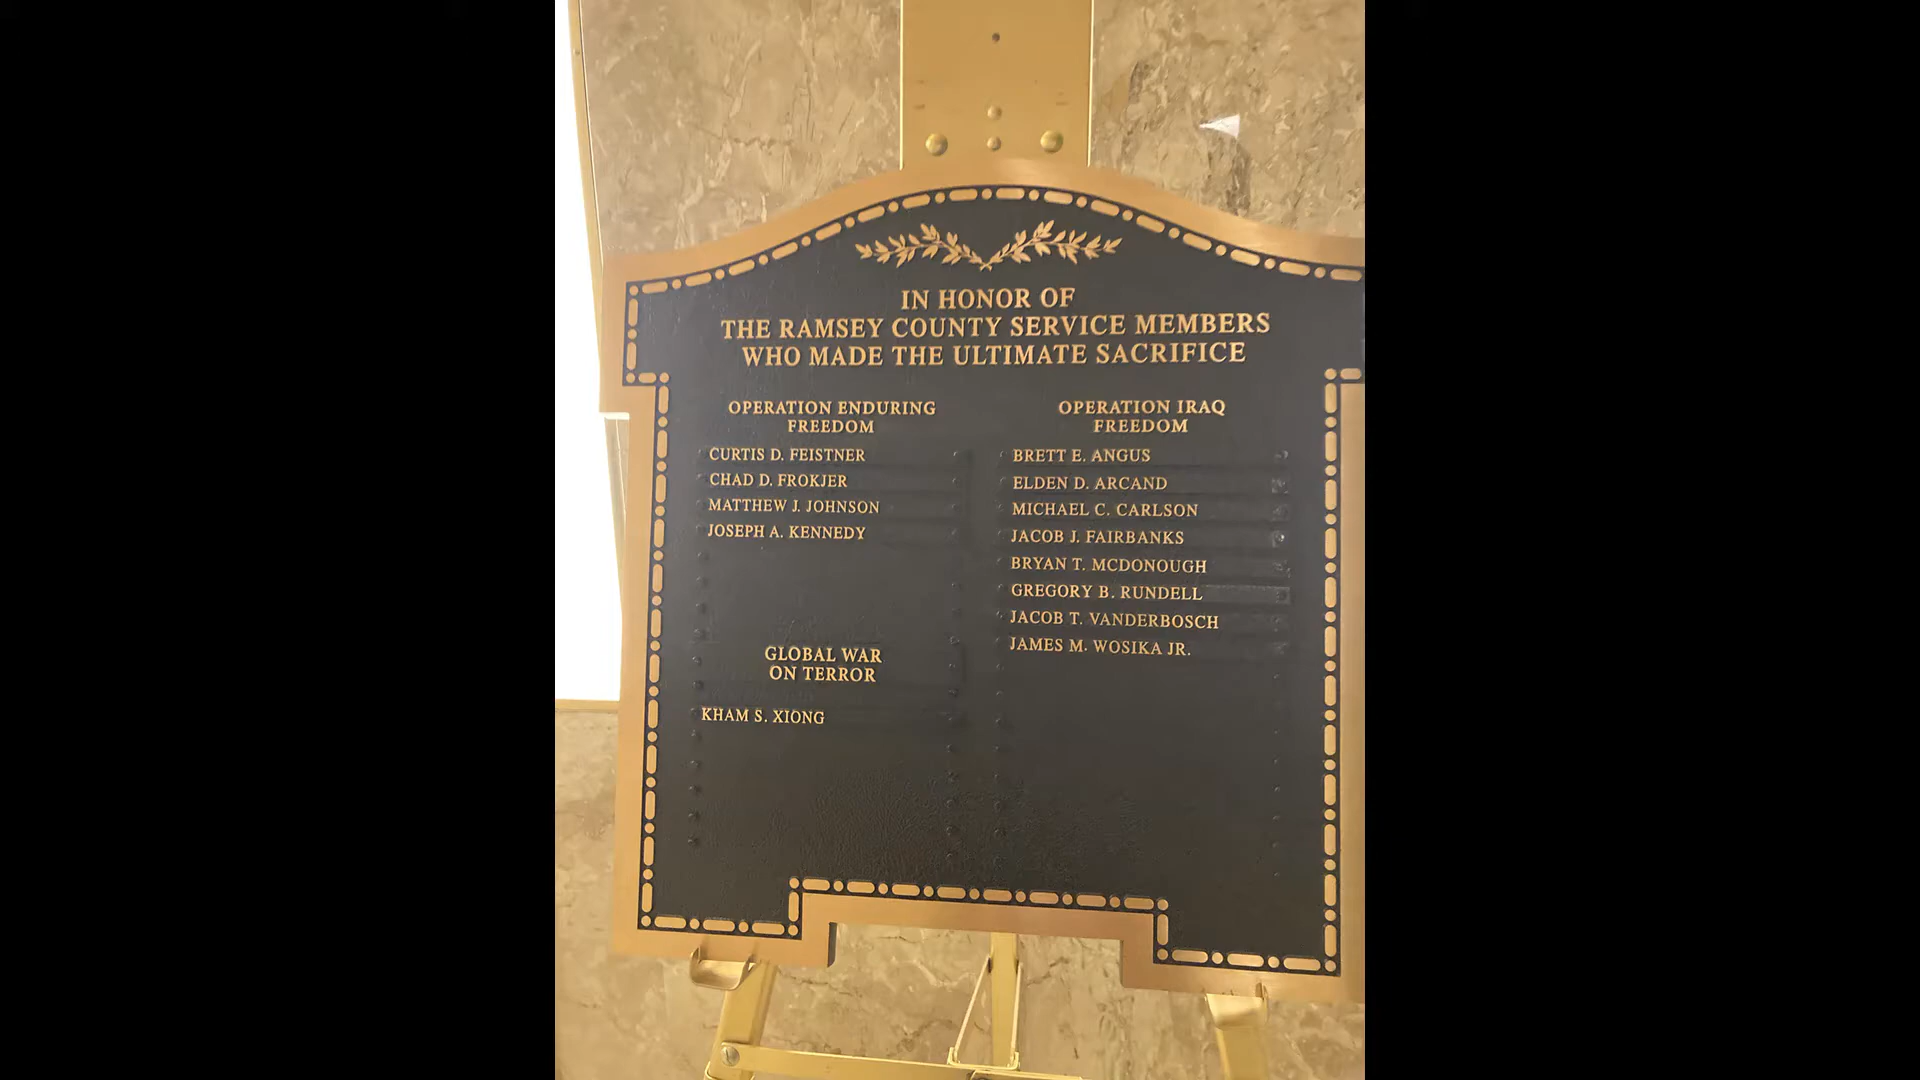 IN HONOR OF
THE RAMSEY COUNTY SERVICE MEMBERS
WHO MADE THE ULTIMATE SACRIFICE
OPERATION ENDURING
FREEDOM
CURTIS D. FEISTNER
CHAD D. FROKJER
MATTHEW J. JOHNSON
JOSEPH A. KENNEDY
GLOBAL WAR
ON TERROR
KHAM S. XIONG
OPERATION IRAQ
FREEDOM
BRETT E. ANGUS
ELDEN D. ARCAND
MICHAEL C. CARLSON
JACOB J. FAIRBANKS
BRYAN T. MCDONOUGH
GREGORY B. RUNDELL
JACOB T. VANDERBOSCH
JAMES M. WOSIKA JR.